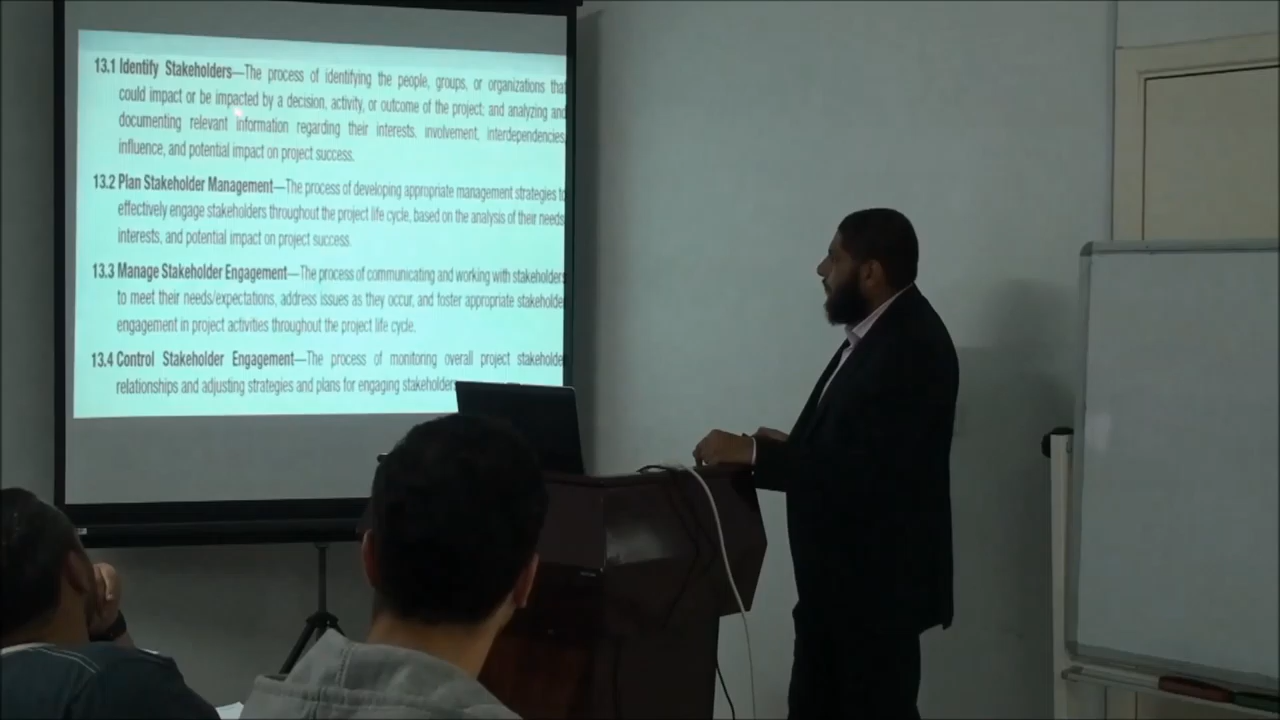 13.1 Identify Stakeholders—The process of identifying the people, groups, or organizations that
could impact or be impacted by a decision, activity, or outcome of the project; and analyzing and
documenting relevant information regarding their interests, involvement, interdependencies
influence, and potential impact on project success.
13.2 Plan Stakeholder Management—The process of developing appropriate management strategies to
effectively engage stakeholders throughout the project life cycle, based on the analysis of their needs
interests, and potential impact on project success.
13.3 Manage Stakeholder Engagement—The process of communicating and working with stakeholders
to meet their needs/expectations, address issues as they occur, and foster appropriate stakeholde
engagement in project activities throughout the project life cycle.
13.4 Control Stakeholder Engagement—The process of monitoring overall project stakeholde
relationships and adjusting strategies and plans for engaging stakeholders